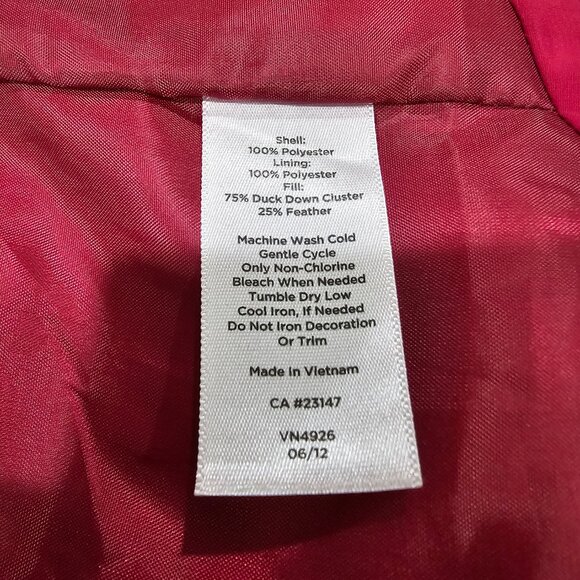 Shell:
100% Polyester
Lining:
100% Polyester
Fill:
75% Duck Down Cluster
25% Feather
Machine Wash Cold
Gentle Cycle
Only Non-Chlorine
Bleach When Needed
Tumble Dry Low
Cool Iron, If Needed
Do Not Iron Decoration
Or Trim
Made in Vietnam
CA #23147
VN4926
06/12